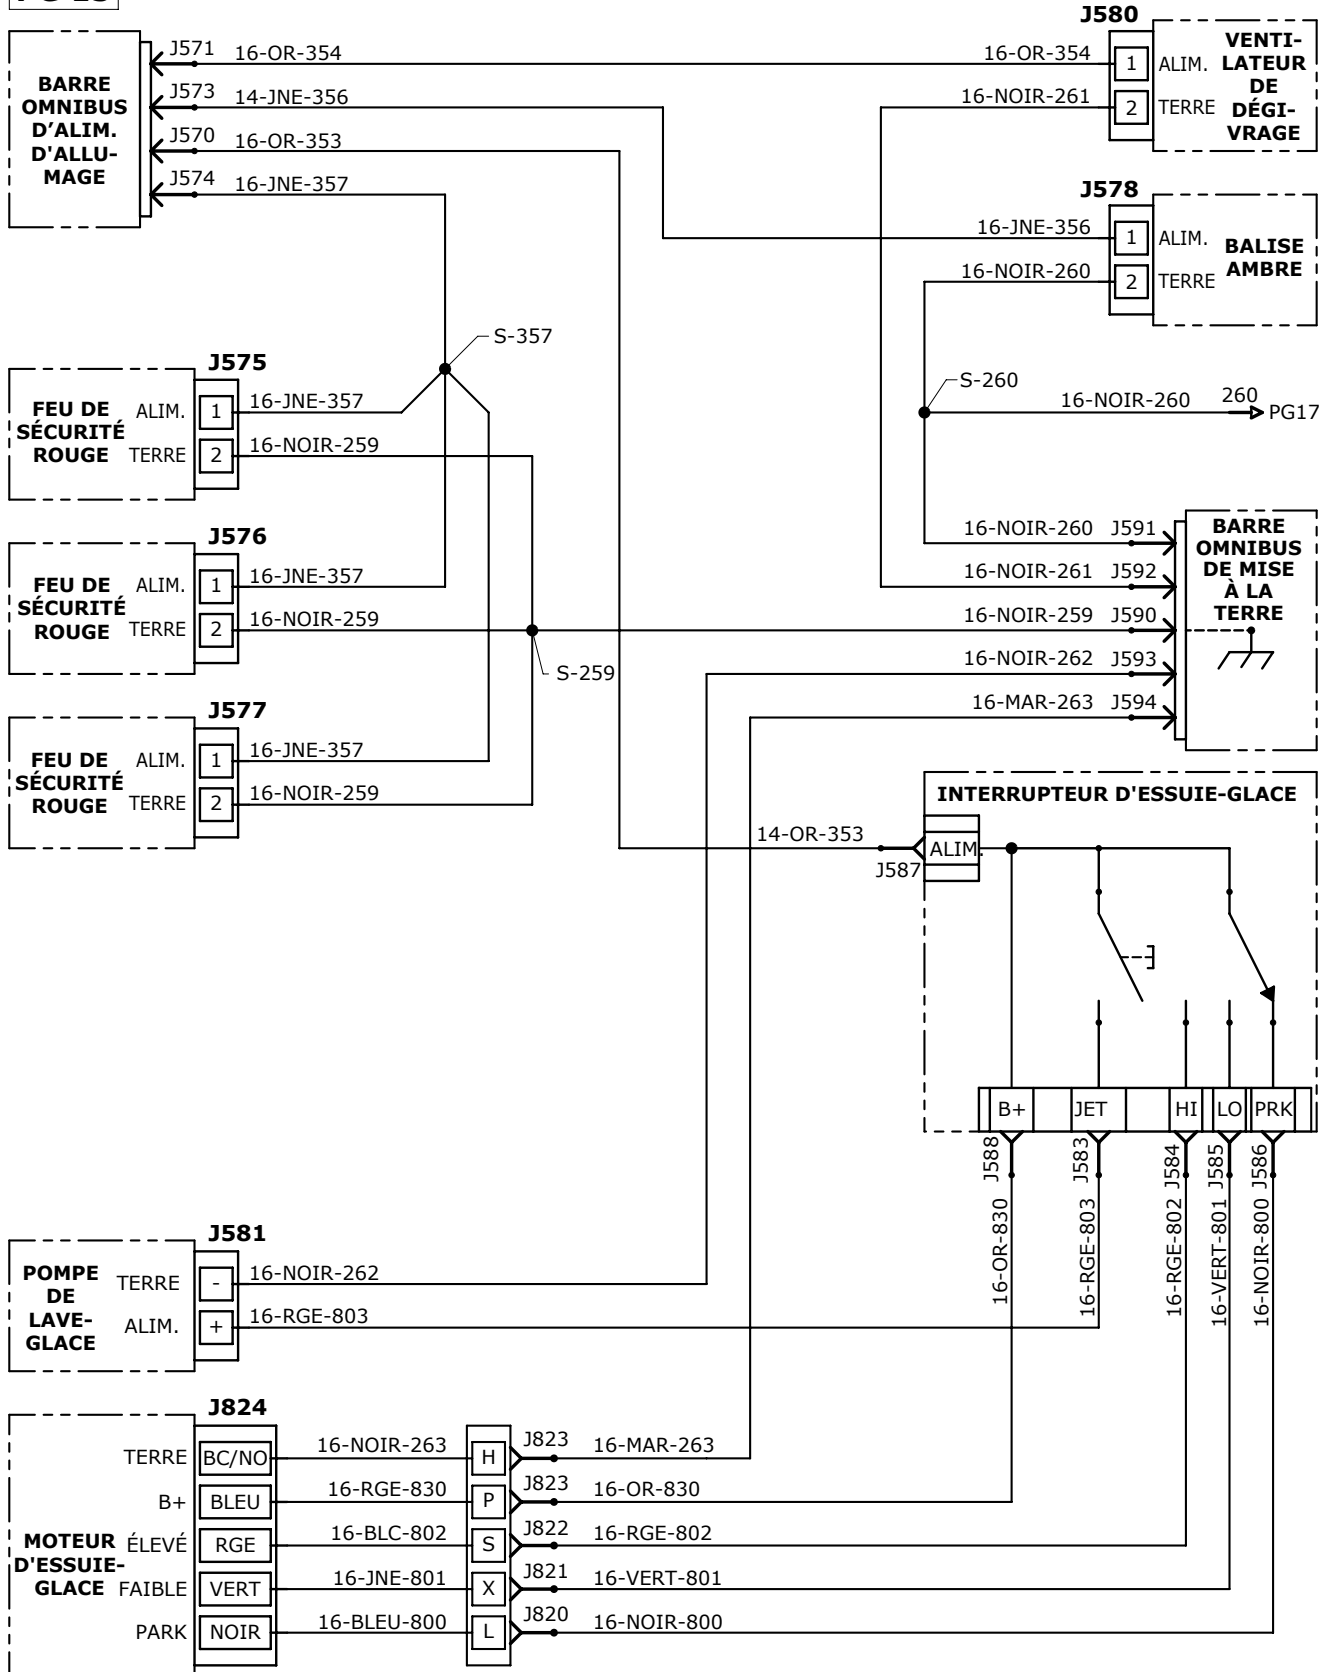 J571 16-OR-354
J573 14-JNE-356
J570 16-OR-353
J574 16-JNE-357
BARRE
OMNIBUS
D’ALIM.
D'ALLU-
MAGE
J580
16-OR-354 1 ALIM.
16-NOIR-261 2 TERRE
VENTI-
LATEUR
DE
DÉGI-
VRAGE
J578
16-JNE-356 1 ALIM.
16-NOIR-260 2 TERRE
BALISE
AMBRE
S-357
S-260
16-NOIR-260 260 PG17
J575
FEU DE
SÉCURITÉ
ROUGE
ALIM. 1 16-JNE-357
TERRE 2 16-NOIR-259
J576
FEU DE
SÉCURITÉ
ROUGE
ALIM. 1 16-JNE-357
TERRE 2 16-NOIR-259
S-259
J577
FEU DE
SÉCURITÉ
ROUGE
ALIM. 1 16-JNE-357
TERRE 2 16-NOIR-259
16-NOIR-260 J591
16-NOIR-261 J592
16-NOIR-259 J590
16-NOIR-262 J593
16-MAR-263 J594
BARRE
OMNIBUS
DE MISE
À LA
TERRE
INTERRUPTEUR D'ESSUIE-GLACE
14-OR-353
J587
ALIM.
B+ JET HI LO PRK
J588 J583 J584 J585 J586
16-OR-830
16-RGE-803
16-RGE-802
16-VERT-801
16-NOIR-800
J581
POMPE
DE
LAVE-
GLACE
TERRE - 16-NOIR-262
ALIM. + 16-RGE-803
J824
MOTEUR
D'ESSUIE-
GLACE
TERRE BC/NO 16-NOIR-263 H J823 16-MAR-263
B+ BLEU 16-RGE-830 P J823 16-OR-830
ÉLEVÉ RGE 16-BLC-802 S J822 16-RGE-802
FAIBLE VERT 16-JNE-801 X J821 16-VERT-801
PARK NOIR 16-BLEU-800 L J820 16-NOIR-800